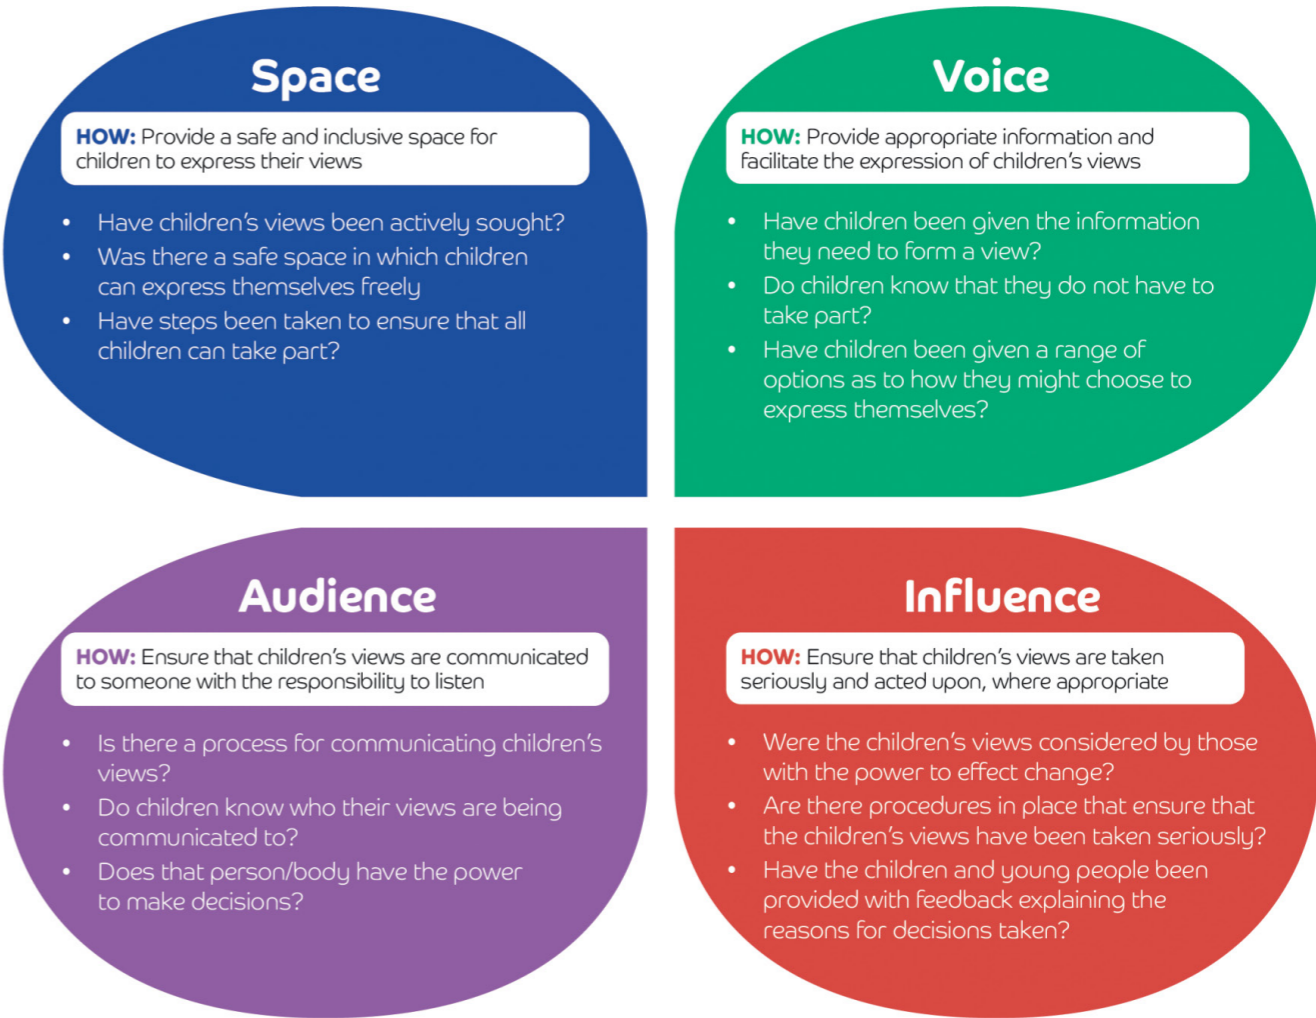 Space
HOW: Provide a safe and inclusive space for
children to express their views
• Have children's views been actively sought?
• Was there a safe space in which children
can express themselves freely
• Have steps been taken to ensure that all
children can take part?
Voice
HOW: Provide appropriate information and
facilitate the expression of children's views
• Have children been given the information
they need to form a view?
• Do children know that they do not have to
take part?
• Have children been given a range of
options as to how they might choose to
express themselves?
Audience
HOW: Ensure that children's views are communicated
to someone with the responsibility to listen
• Is there a process for communicating children's
views?
• Do children know who their views are being
communicated to?
• Does that person/body have the power
to make decisions?
Influence
HOW: Ensure that children's views are taken
seriously and acted upon, where appropriate
• Were the children's views considered by those
with the power to effect change?
• Are there procedures in place that ensure that
the children's views have been taken seriously?
• Have the children and young people been
provided with feedback explaining the
reasons for decisions taken?